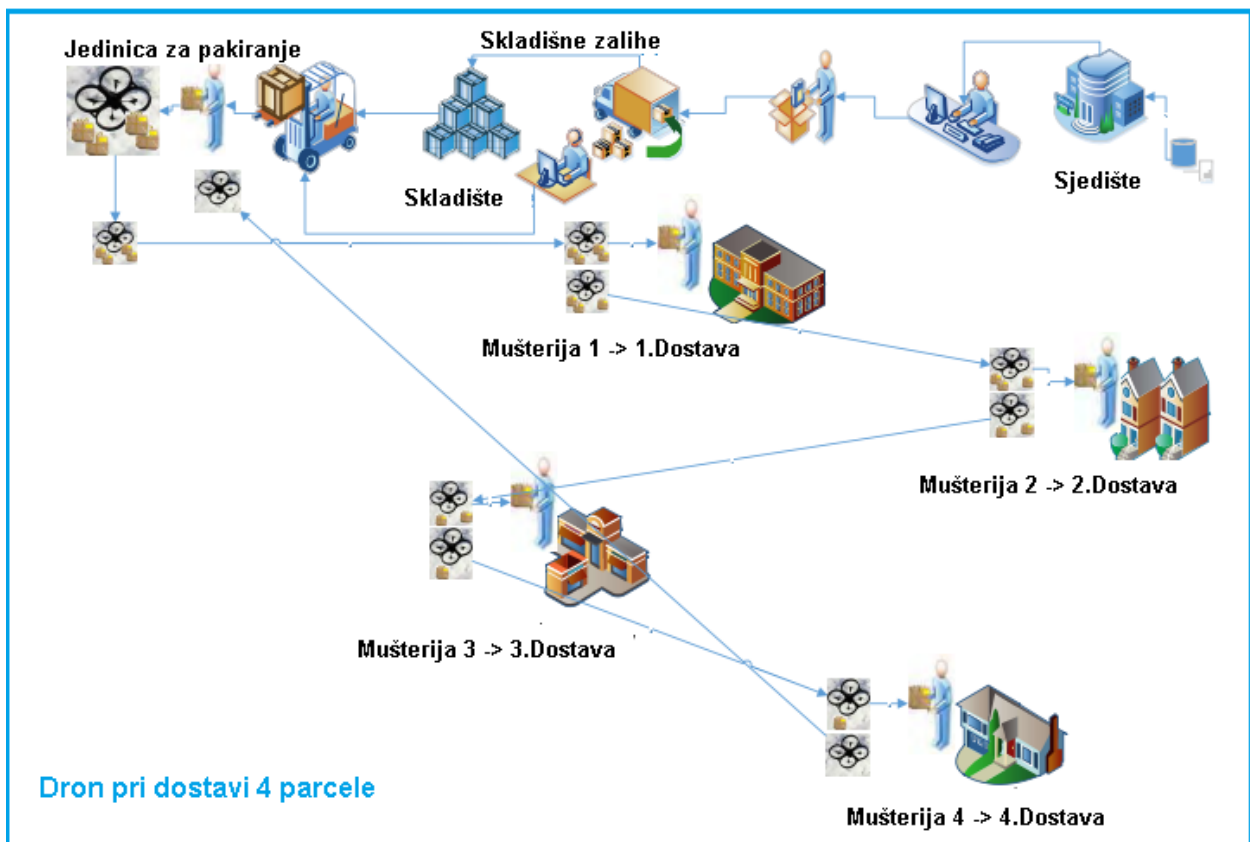 Jedinica za pakiranje
Skladišne zalihe
Skladište
Sjedište
Mušterija 1 -> 1.Dostava
Mušterija 2 -> 2.Dostava
Mušterija 3 -> 3.Dostava
Mušterija 4 -> 4.Dostava
Dron pri dostavi 4 parcele